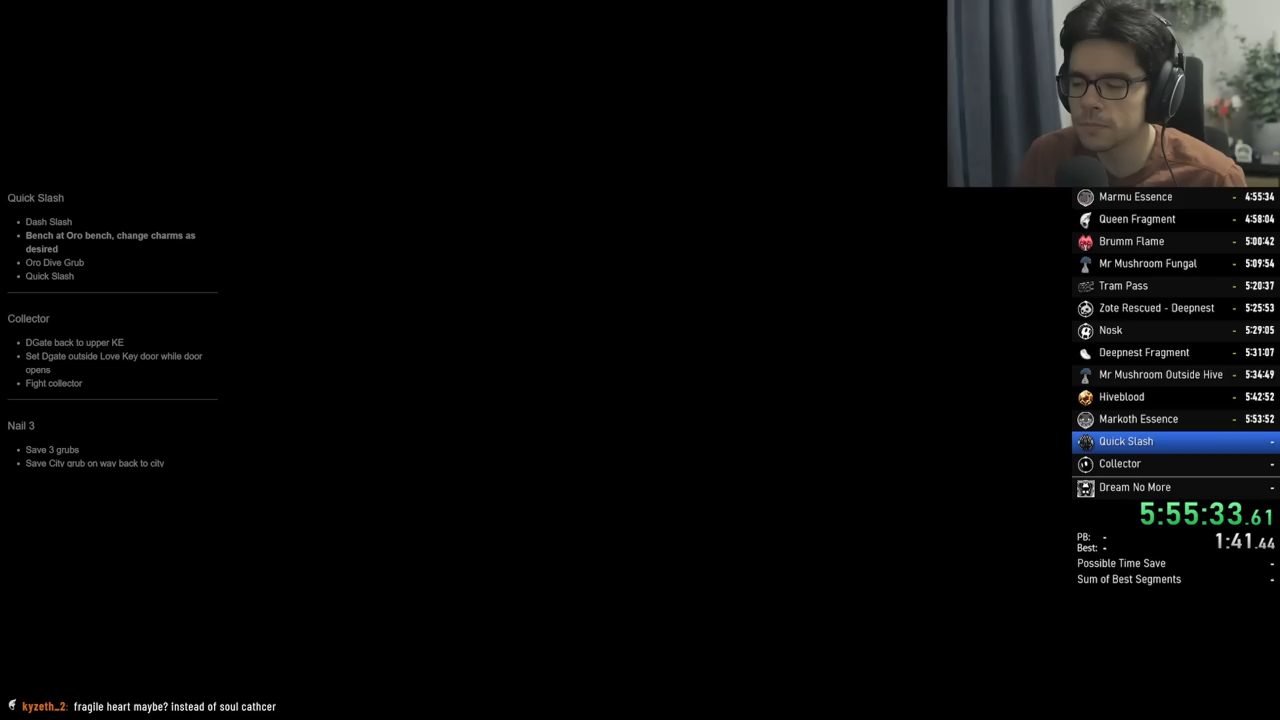 Quick Slash
Dash Slash
Bench at Oro bench, change charms as
desired
Oro Dive Grub
Quick Slash
Collector
DGate back to upper KE
Set Dgate outside Love Key door while door
opens
Fight collector
Nail 3
Save 3 grubs
Save City grub on way back to city
Marmu Essence - 4:55:34
Queen Fragment - 4:58:04
Brumm Flame - 5:00:42
Mr Mushroom Fungal - 5:09:54
Tram Pass - 5:20:37
Zote Rescued - Deepnest - 5:25:53
Nosk - 5:29:05
Deepnest Fragment - 5:31:07
Mr Mushroom Outside Hive - 5:34:49
Hiveblood - 5:42:52
Markoth Essence - 5:53:52
Quick Slash -
Collector -
Dream No More -
5:55:33.61
PB: -
Best: - 1:41.44
Possible Time Save -
Sum of Best Segments -
kyzeth_2: fragile heart maybe? instead of soul cathcer